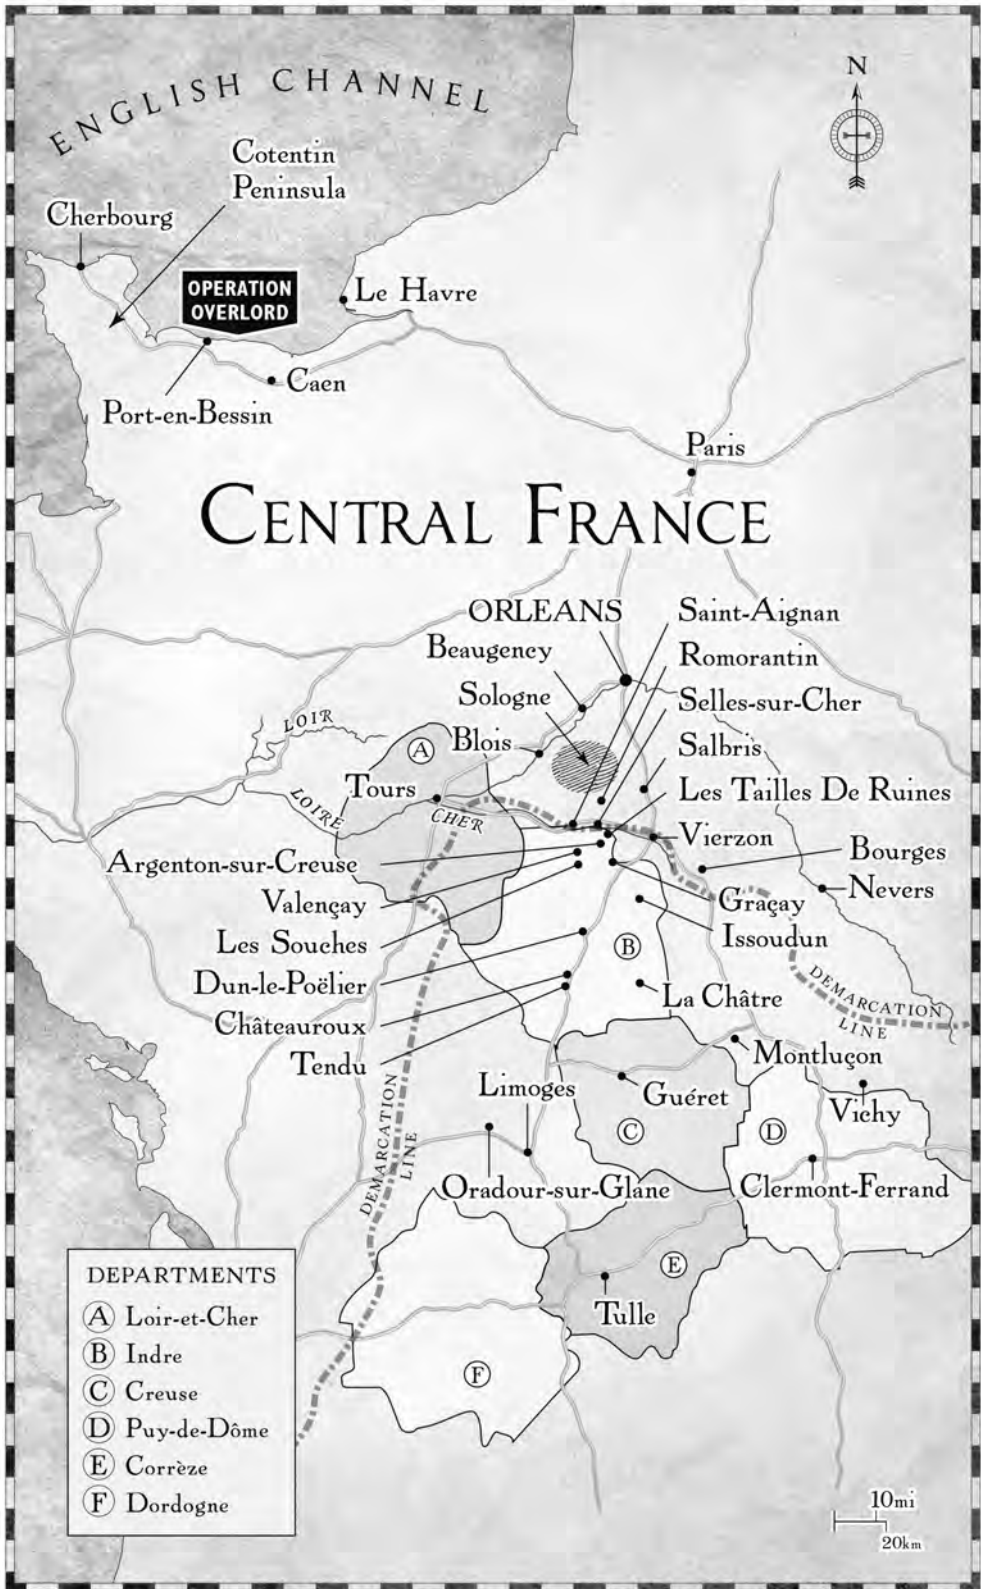 ENGLISH CHANNEL
N
Cotentin
Peninsula
Cherbourg
OPERATION
OVERLORD
Le Havre
Caen
Port-en-Bessin
Paris
CENTRAL FRANCE
ORLEANS
Saint-Aignan
Beaugency
Romorantin
Sologne
Selles-sur-Cher
LOIR
A
Blois
Salbris
Tours
LOIRE
CHER
Les Tailles De Ruines
Vierzon
Argenton-sur-Creuse
Bourges
Valençay
Graçay
Nevers
Les Souches
B
Issoudun
Dun-le-Poëlier
La Châtre
DEMARCATION
LINE
Châteauroux
Tendu
Montluçon
Limoges
Guéret
Vichy
C
D
DEMARCATION
LINE
Oradour-sur-Glane
Clermont-Ferrand
E
Tulle
F
DEPARTMENTS
A Loir-et-Cher
B Indre
C Creuse
D Puy-de-Dôme
E Corrèze
F Dordogne
10mi
20km